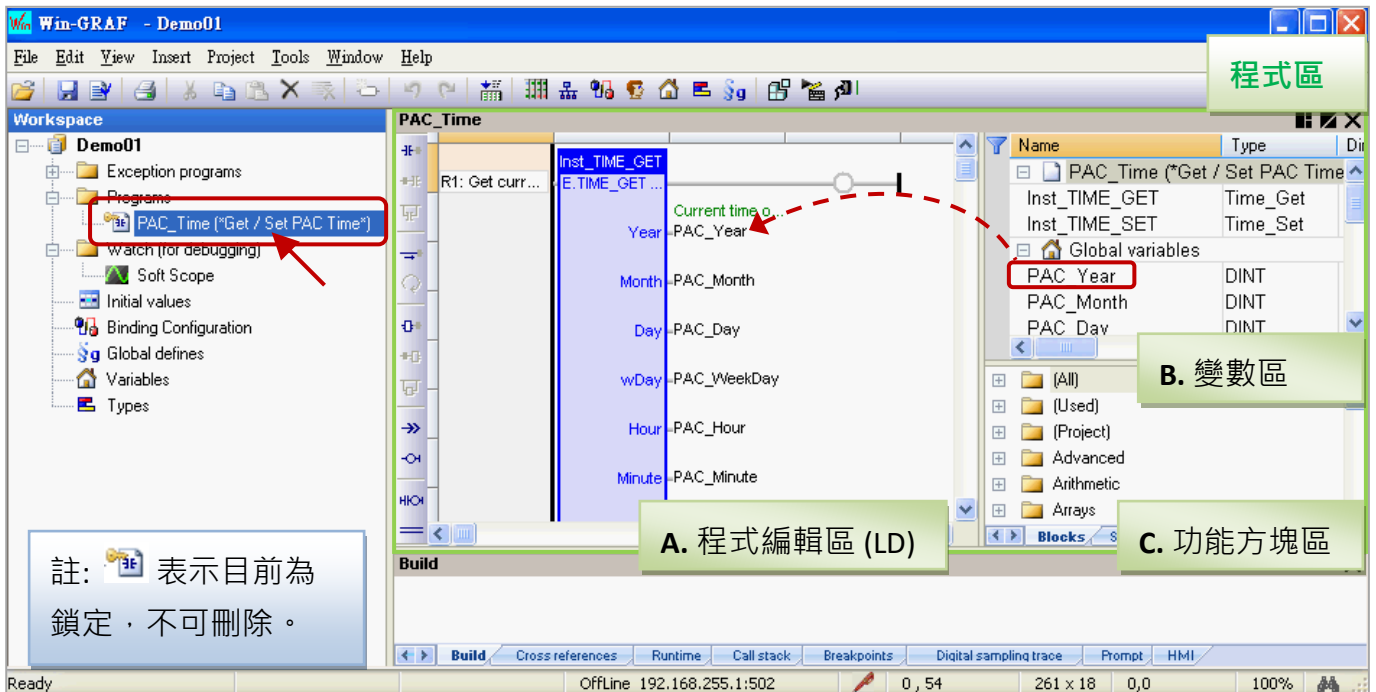 Win-GRAF - Demo01
File Edit View Insert Project Tools Window Help
程式區
Workspace
Demo01
Exception programs
Programs
PAC_Time (*Get / Set PAC Time*)
Watch (for debugging)
Soft Scope
Initial values
Binding Configuration
Global defines
Variables
Types
註: 表示目前為
鎖定,不可刪除。
PAC_Time
R1: Get curr...
Inst_TIME_GET
E.TIME_GET ...
Current time o...
Year PAC_Year
Month PAC_Month
Day PAC_Day
wDay PAC_WeekDay
Hour PAC_Hour
Minute PAC_Minute
A. 程式編輯區 (LD)
Name Type Dir
PAC_Time (*Get / Set PAC Time
Inst_TIME_GET Time_Get
Inst_TIME_SET Time_Set
Global variables
PAC_Year DINT
PAC_Month DINT
PAC_Day DINT
B. 變數區
(All)
(Used)
(Project)
Advanced
Arithmetic
Arrays
Blocks S
C. 功能方塊區
Build
Build Cross references Runtime Call stack Breakpoints Digital sampling trace Prompt HMI
Ready OffLine 192.168.255.1:502 0 , 54 261 x 18 0,0 100%